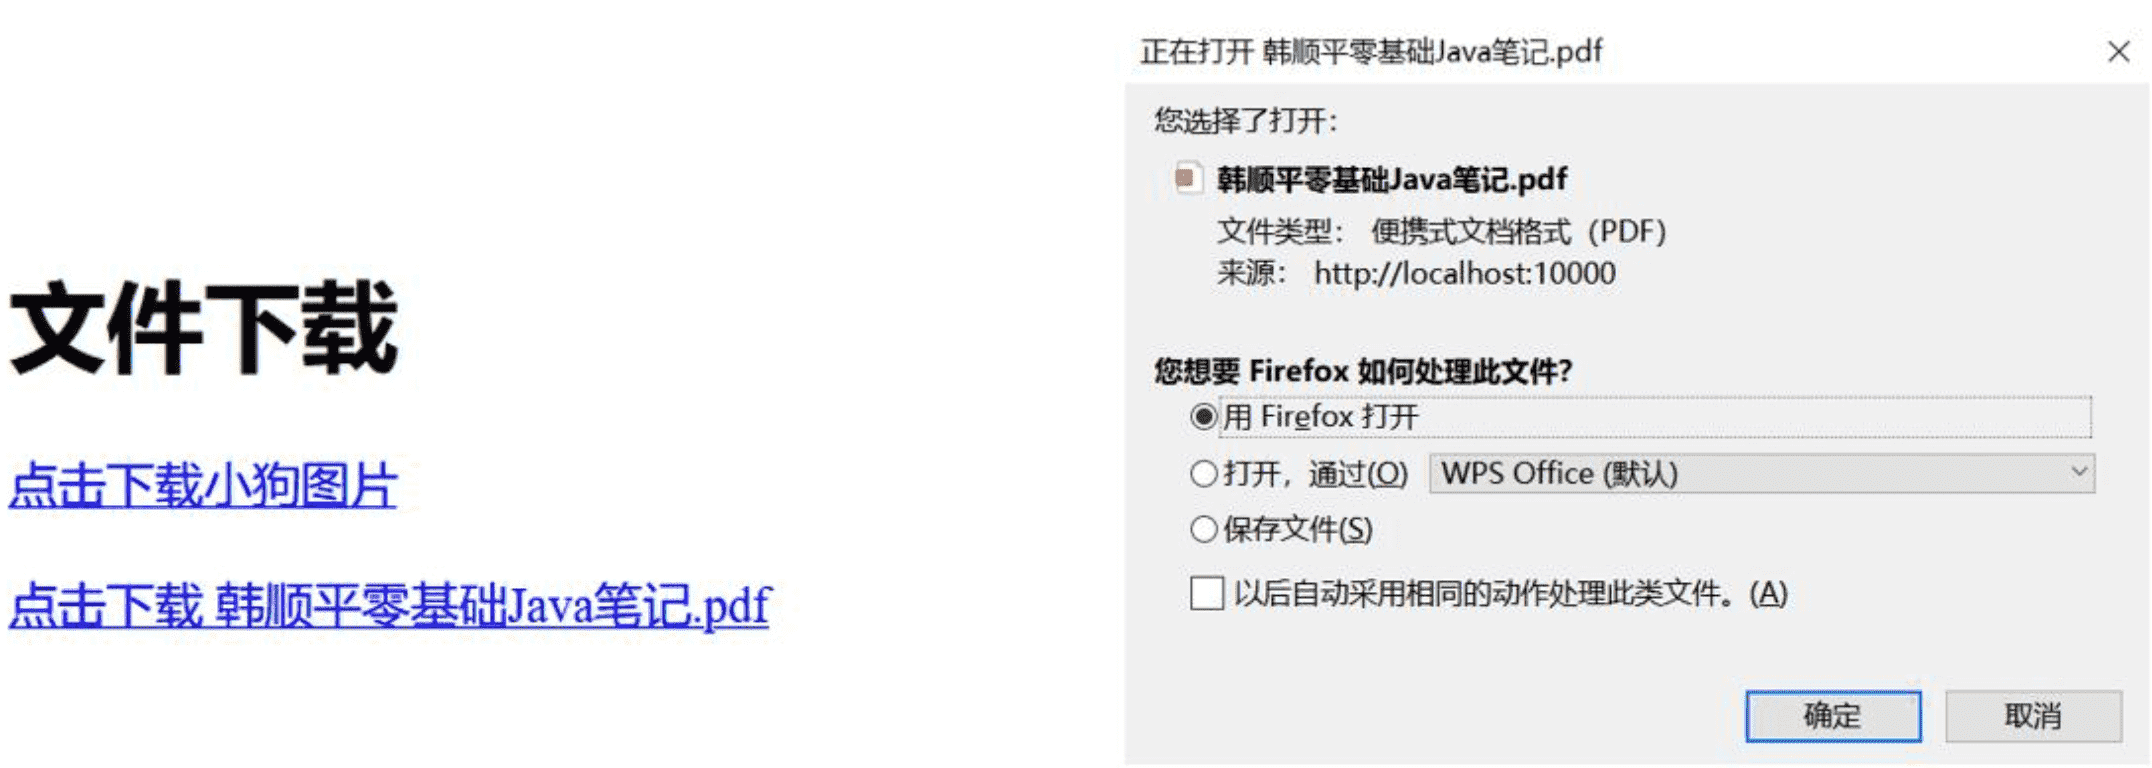 文件下载
点击下载小狗图片
点击下载 韩顺平零基础Java笔记.pdf
正在打开 韩顺平零基础Java笔记.pdf
您选择了打开:
韩顺平零基础Java笔记.pdf
文件类型: 便携式文档格式 (PDF)
来源: http://localhost:10000
您想要 Firefox 如何处理此文件?
用 Firefox 打开
打开，通过(O) WPS Office (默认)
保存文件(S)
以后自动采用相同的动作处理此类文件。(A)
确定 取消